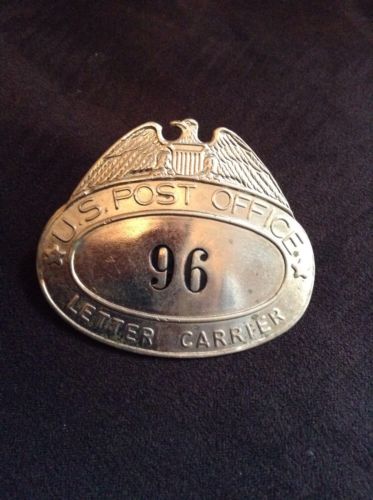 U.S. POST OFFICE
96
LETTER CARRIER